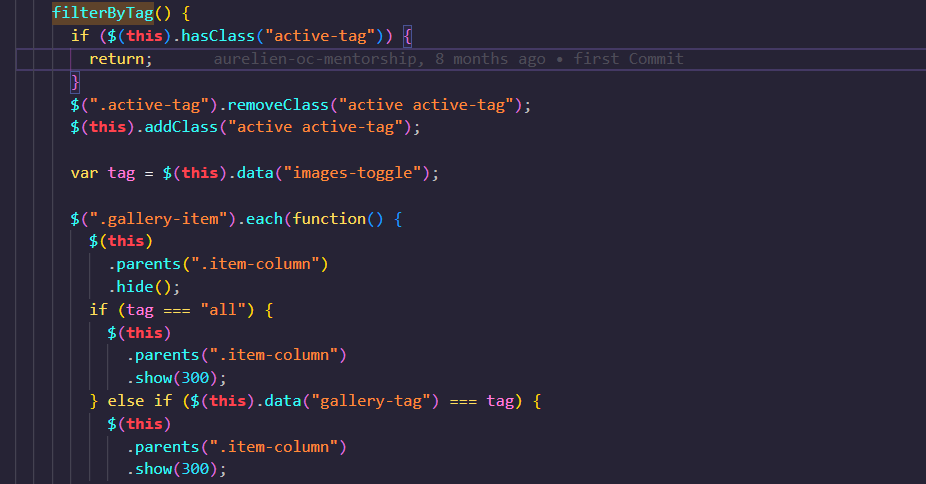 filterByTag() {
if ($(this).hasClass("active-tag")) {
return; aurelien-oc-mentorship, 8 months ago • first Commit
}
$(".active-tag").removeClass("active active-tag");
$(this).addClass("active active-tag");
var tag = $(this).data("images-toggle");
$(".gallery-item").each(function() {
$(this)
.parents(".item-column")
.hide();
if (tag === "all") {
$(this)
.parents(".item-column")
.show(300);
} else if ($(this).data("gallery-tag") === tag) {
$(this)
.parents(".item-column")
.show(300);